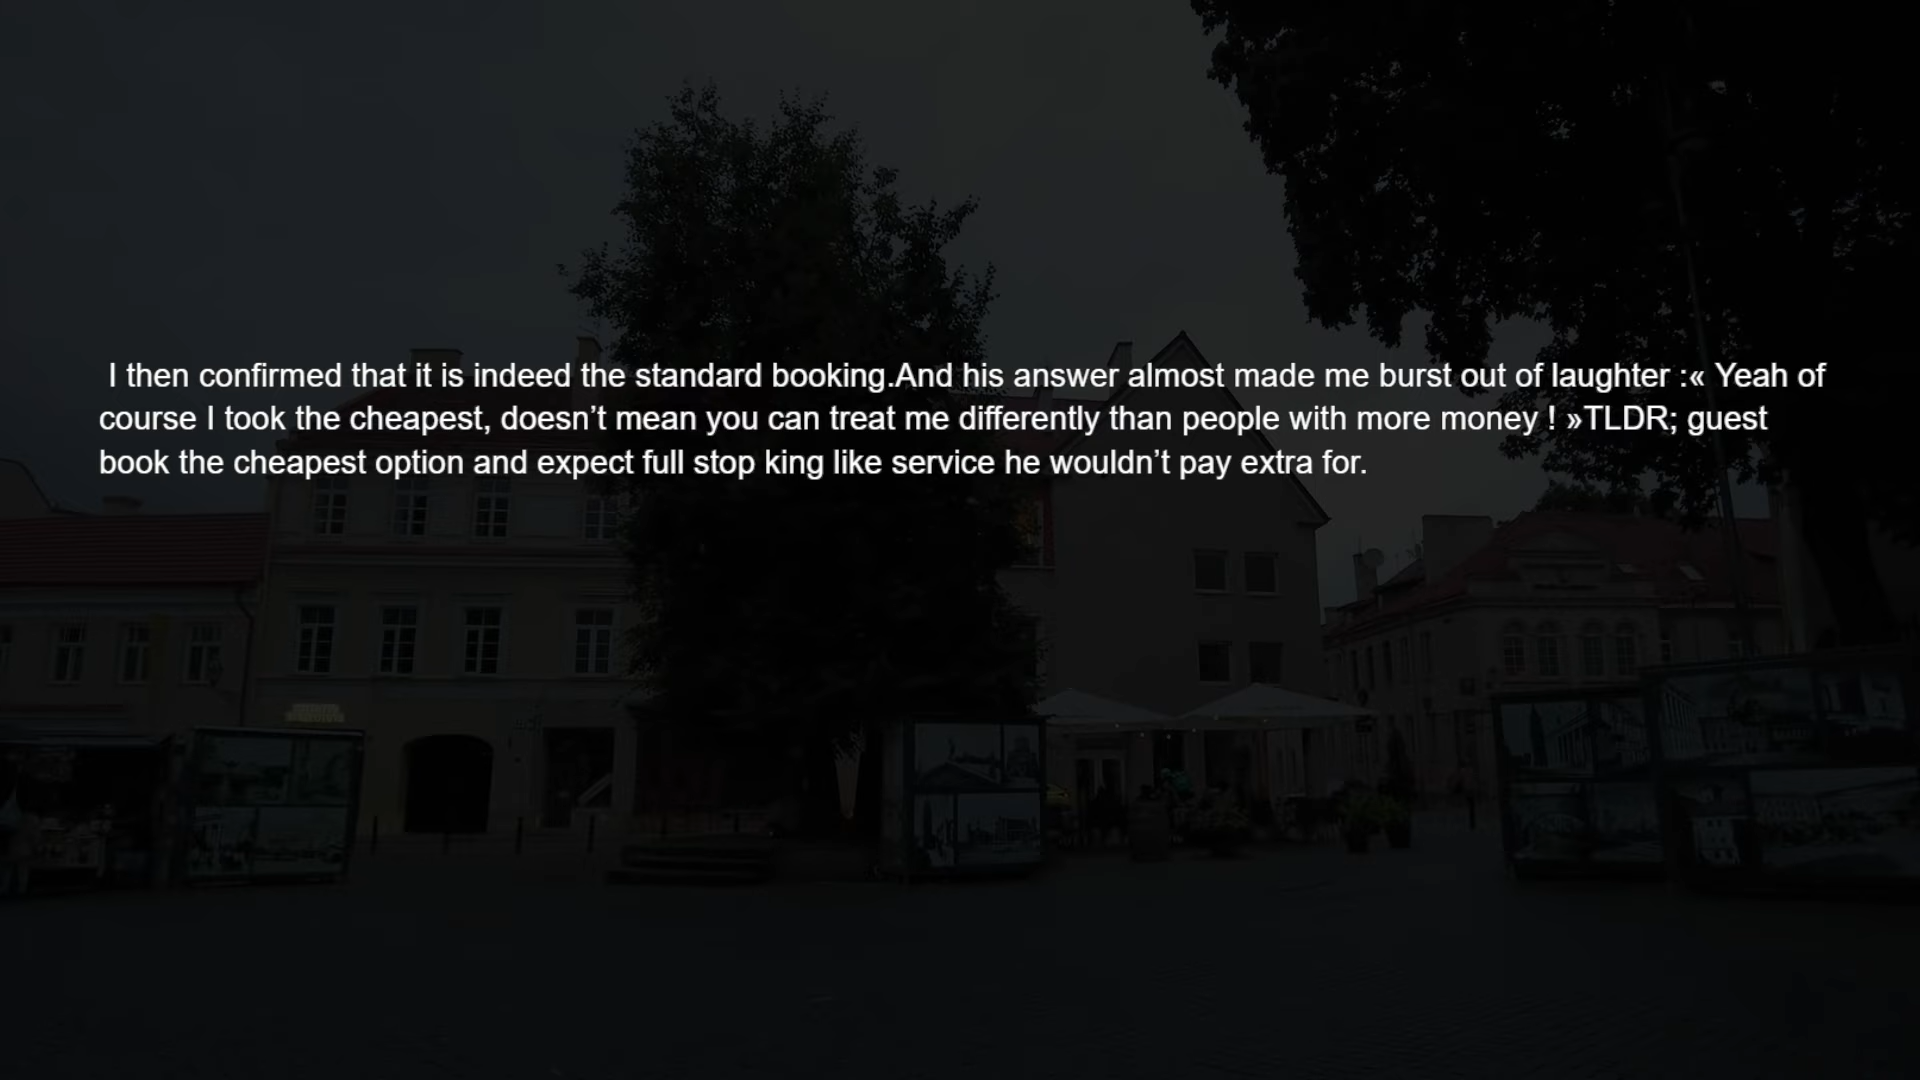 I then confirmed that it is indeed the standard booking.And his answer almost made me burst out of laughter :« Yeah of
course I took the cheapest, doesn’t mean you can treat me differently than people with more money ! »TLDR; guest
book the cheapest option and expect full stop king like service he wouldn’t pay extra for.